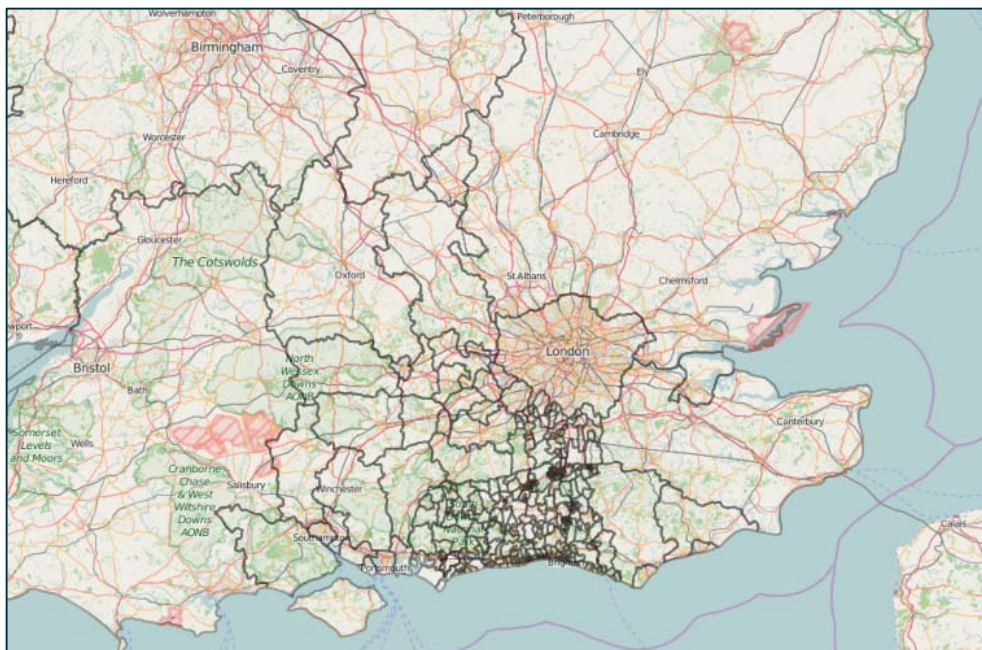 Wolverhampton
Peterborough
Birmingham
Coventry
Ely
Worcester
Cambridge
Hereford
Gloucester
The Cotswolds
Oxford
St Albans
Chelmsford
London
Bristol
North
Wessex
Downs
AONB
Bath
Canterbury
Somerset
Levels
and Moors
Wells
Cranborne
Chase
& West
Wiltshire
Downs
AONB
Salisbury
Winchester
Southampton
Portsmouth
Calais